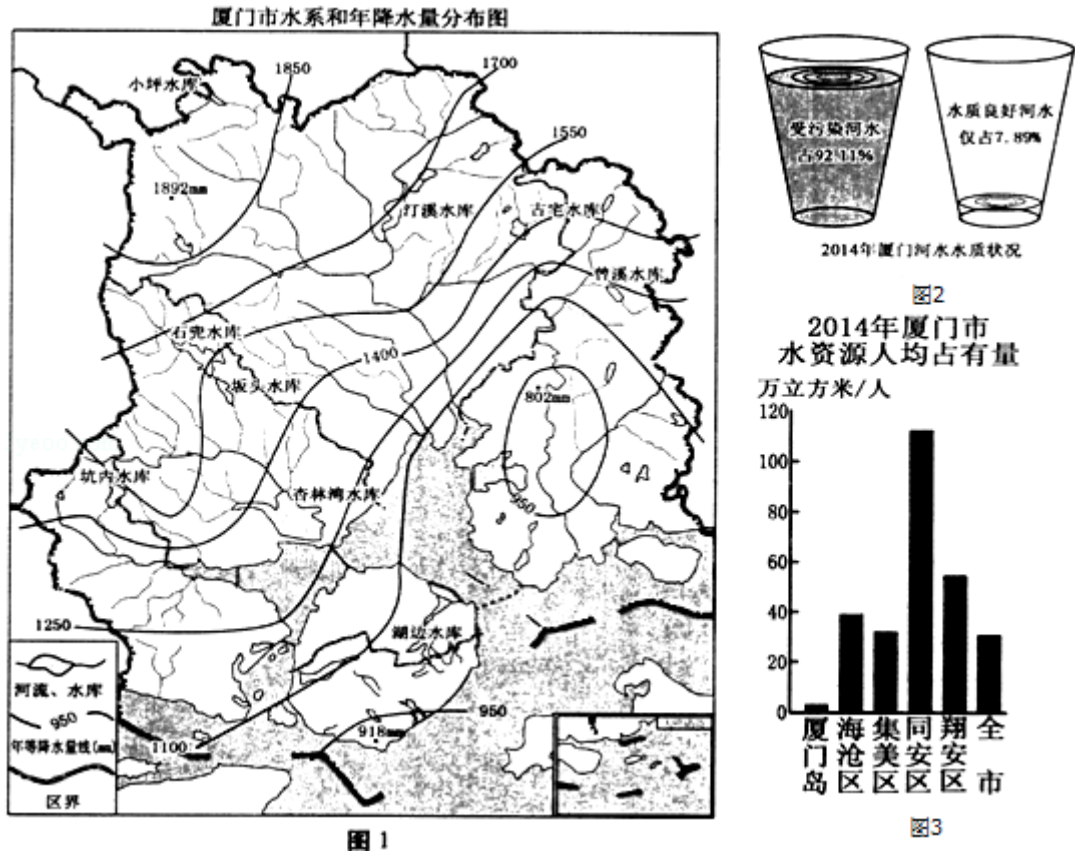 厦门市水系和年降水量分布图
小坪水库
1850
1700
1550
1892mm
汀溪水库
古宅水库
曾溪水库
石兜水库
1400
坂头水库
802mm
坑内水库
杏林湾水库
950
1250
湖边水库
河流、水库
950
年等降水量线(mm)
区界
1100
918mm
950
图 1
受污染河水
占92.11%
水质良好河水
仅占7.89%
2014年厦门河水水质状况
图2
2014年厦门市
水资源人均占有量
万立方米/人
120
100
80
60
40
20
0
厦门岛
海沧区
集美区
同安区
翔安区
全市
图3